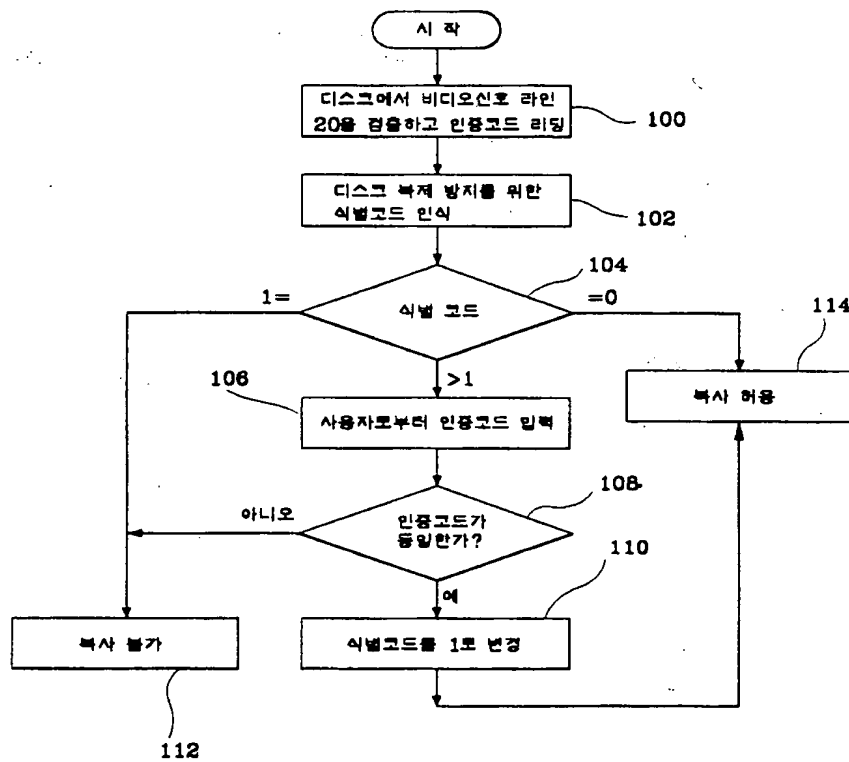 시 작
디스크에서 비디오신호 라인
20을 검출하고 인증코드 리딩
100
디스크 복제 방지를 위한
식별코드 인식
102
104
1=
식별 코드
=0
114
>1
106
복사 허용
사용자로부터 인증코드 입력
108
아니오
인증코드가
동일한가?
110
예
복사 불가
식별코드를 1로 변경
112